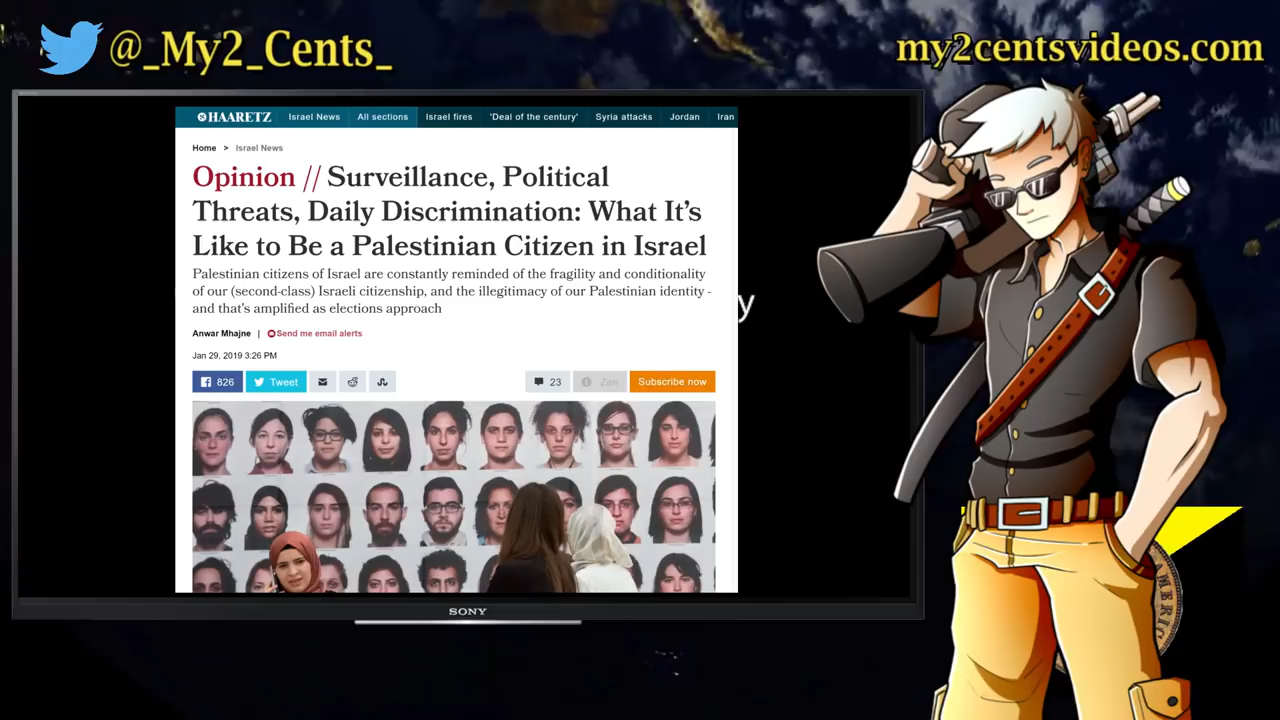 @_My2_Cents_
my2centsvideos.com
HAARETZ Israel News All sections Israel fires 'Deal of the century' Syria attacks Jordan Iran
Home > Israel News
Opinion // Surveillance, Political
Threats, Daily Discrimination: What It's
Like to Be a Palestinian Citizen in Israel
Palestinian citizens of Israel are constantly reminded of the fragility and conditionality
of our (second-class) Israeli citizenship, and the illegitimacy of our Palestinian identity -
and that's amplified as elections approach
y
Anwar Mhajne | Send me email alerts
Jan 29, 2019 3:26 PM
826 Tweet 23 Zen Subscribe now
SONY
AMERIC